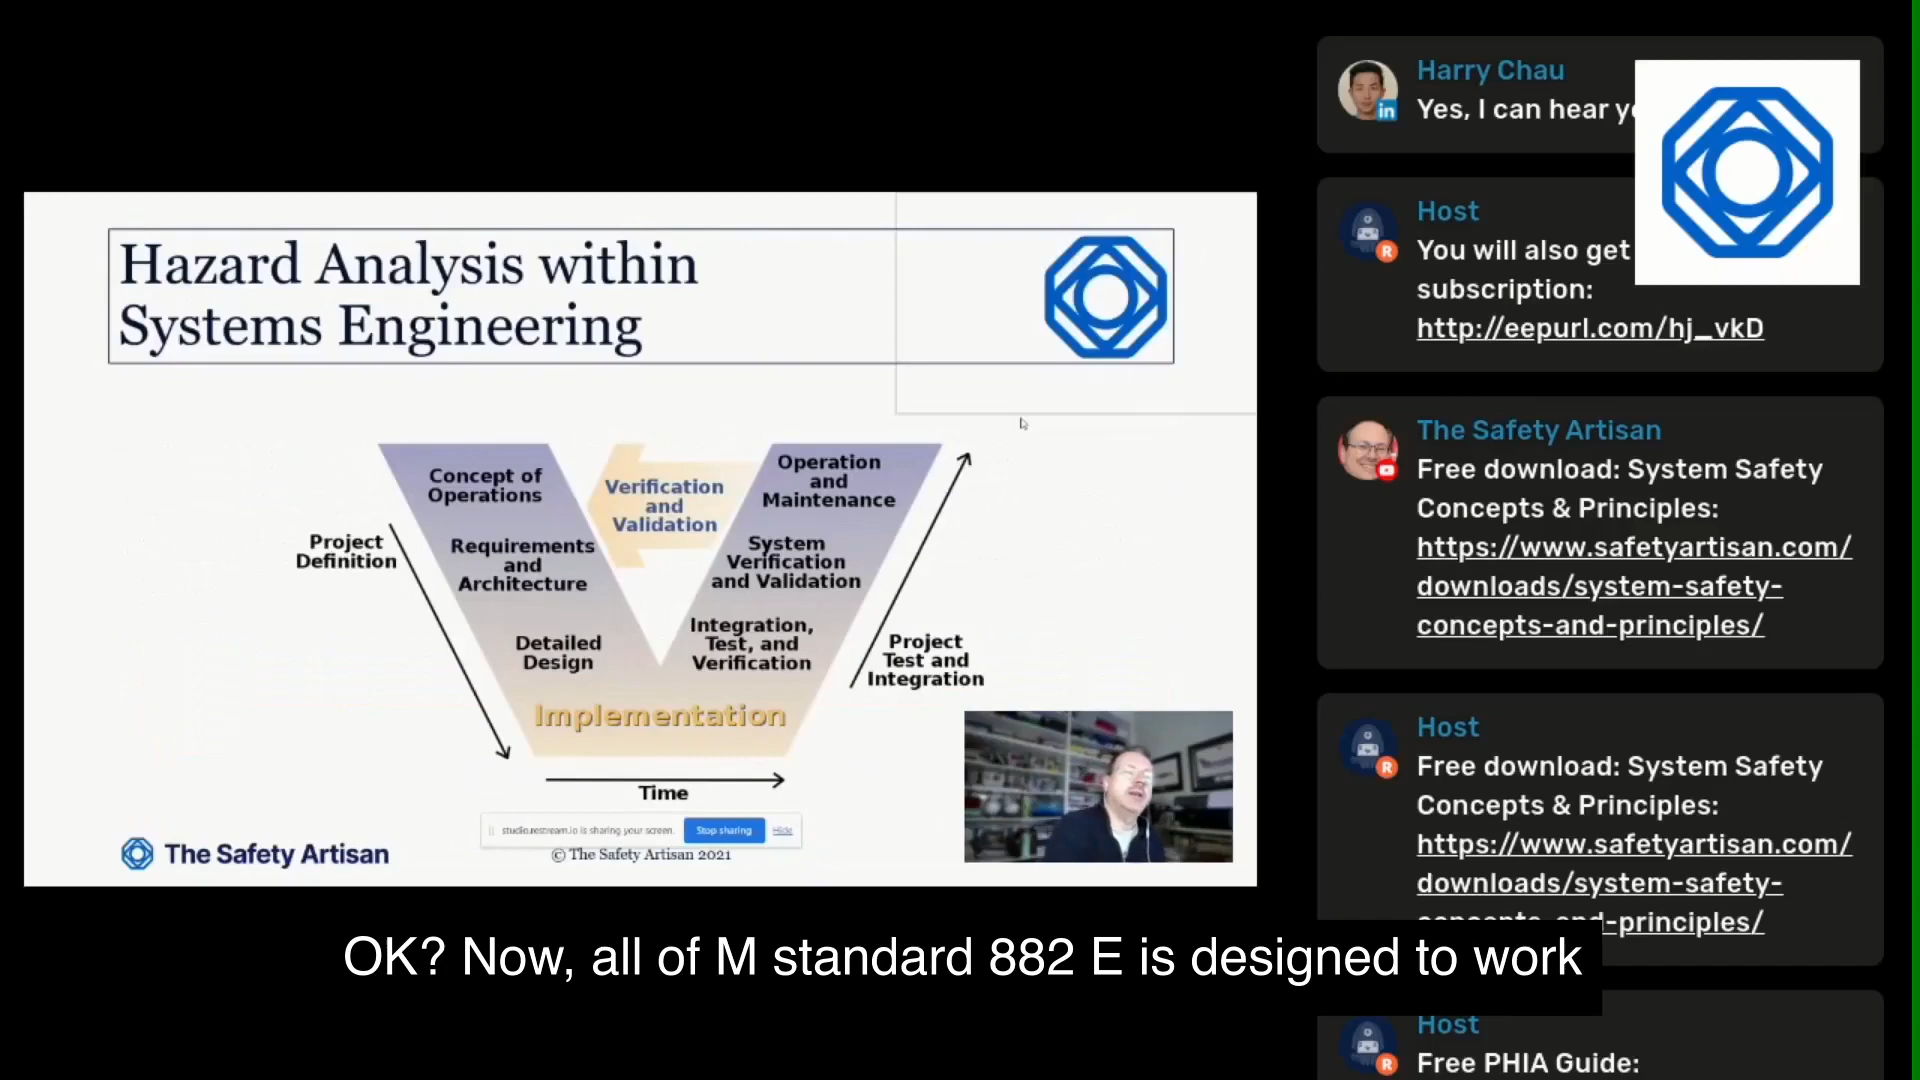 Hazard Analysis within
Systems Engineering
Concept of
Operations
Verification
and
Validation
Operation
and
Maintenance
Project
Definition
Requirements
and
Architecture
System
Verification
and Validation
Detailed
Design
Integration,
Test, and
Verification
Project
Test and
Integration
Implementation
Time
studio.restream.io is sharing your screen.
Stop sharing
Hide
The Safety Artisan
© The Safety Artisan 2021
Harry Chau
Yes, I can hear
Host
You will also get
subscription:
http://eepurl.com/hj_vkD
The Safety Artisan
Free download: System Safety
Concepts & Principles:
https://www.safetyartisan.com/
downloads/system-safety-
concepts-and-principles/
Host
Free download: System Safety
Concepts & Principles:
https://www.safetyartisan.com/
downloads/system-safety-
concepts-and-principles/
Host
Free PHIA Guide:
OK? Now, all of M standard 882 E is designed to work